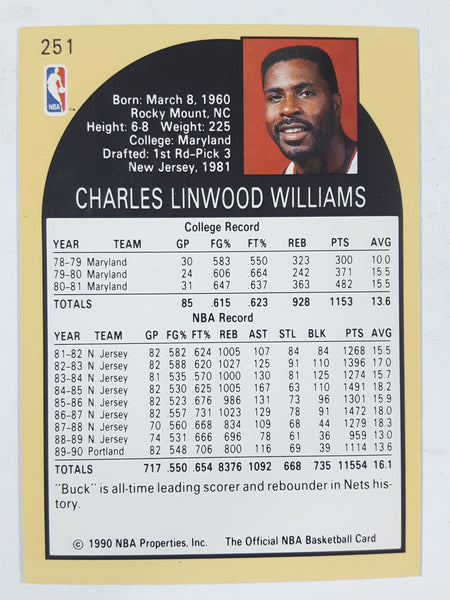 251
NBA
Born: March 8, 1960
Rocky Mount, NC
Height: 6-8 Weight: 225
College: Maryland
Drafted: 1st Rd-Pick 3
New Jersey, 1981
CHARLES LINWOOD WILLIAMS
College Record
YEAR TEAM GP FG% FT% REB PTS AVG
78-79 Maryland 30 .583 .550 323 300 10.0
79-80 Maryland 24 .606 .664 242 371 15.5
80-81 Maryland 31 .647 .637 363 482 15.5
TOTALS 85 .615 .623 928 1153 13.6
NBA Record
YEAR TEAM GP FG% FT% REB AST STL BLK PTS AVG
81-82 N Jersey 82 .582 .624 1005 107 84 84 1268 15.5
82-83 N Jersey 82 .588 .620 1027 125 91 110 1396 17.0
83-84 N Jersey 81 .535 .570 1000 130 81 125 1274 15.7
84-85 N Jersey 82 .530 .625 1005 167 63 110 1491 18.2
85-86 N Jersey 82 .523 .676 986 131 73 96 1301 15.9
86-87 N Jersey 82 .557 .731 1023 129 78 91 1472 18.0
87-88 N Jersey 70 .560 .668 834 109 68 44 1279 18.3
88-89 N Jersey 74 .531 .666 696 78 61 36 959 13.0
89-90 Portland 82 .548 .706 800 116 69 39 1114 13.6
TOTALS 717 .550 .654 8376 1092 668 735 11554 16.1
"Buck" is all-time leading scorer and rebounder in Nets his-
tory.
© 1990 NBA Properties, Inc. The Official NBA Basketball Card